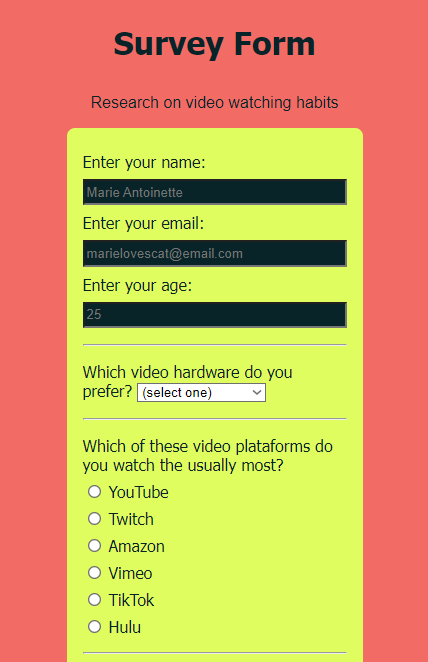 Survey Form
Research on video watching habits
Enter your name:
Marie Antoinette
Enter your email:
marielovescat@email.com
Enter your age:
25
Which video hardware do you
prefer? (select one)
Which of these video plataforms do
you watch the usually most?
YouTube
Twitch
Amazon
Vimeo
TikTok
Hulu